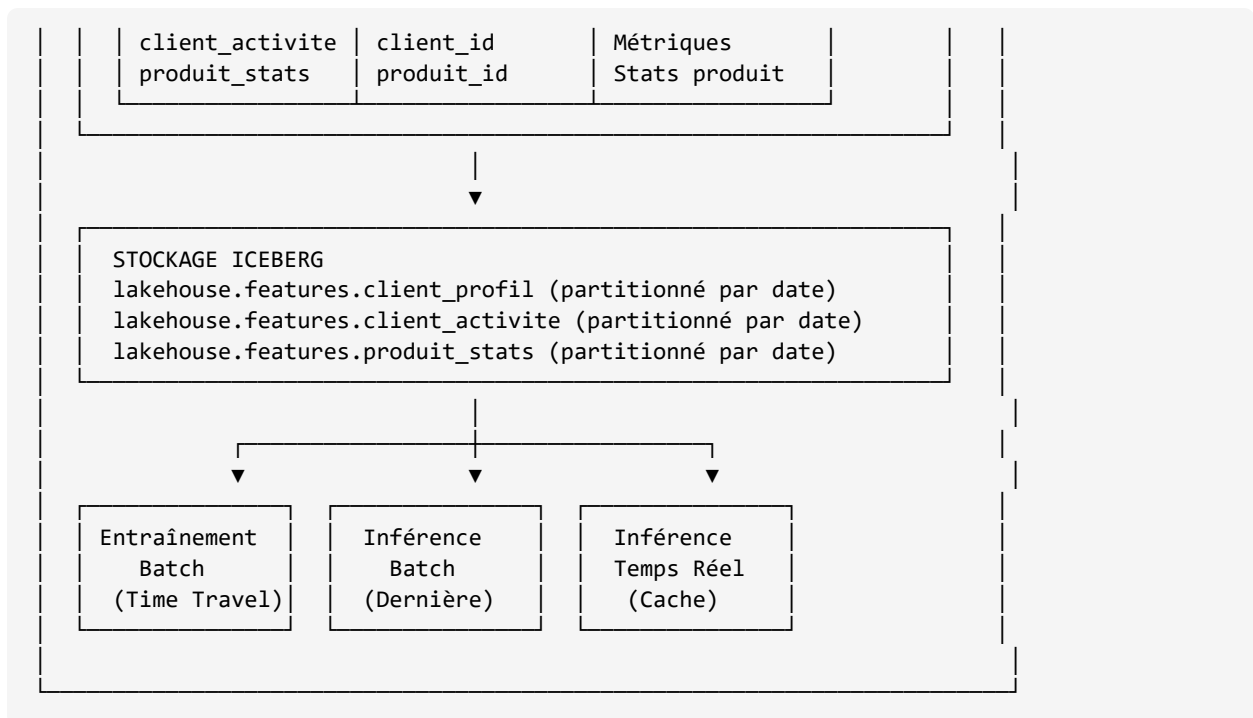 client_activite client_id Métriques
produit_stats produit_id Stats produit
STOCKAGE ICEBERG
lakehouse.features.client_profil (partitionné par date)
lakehouse.features.client_activite (partitionné par date)
lakehouse.features.produit_stats (partitionné par date)
Entraînement Inférence Inférence
Batch Batch Temps Réel
(Time Travel) (Dernière) (Cache)